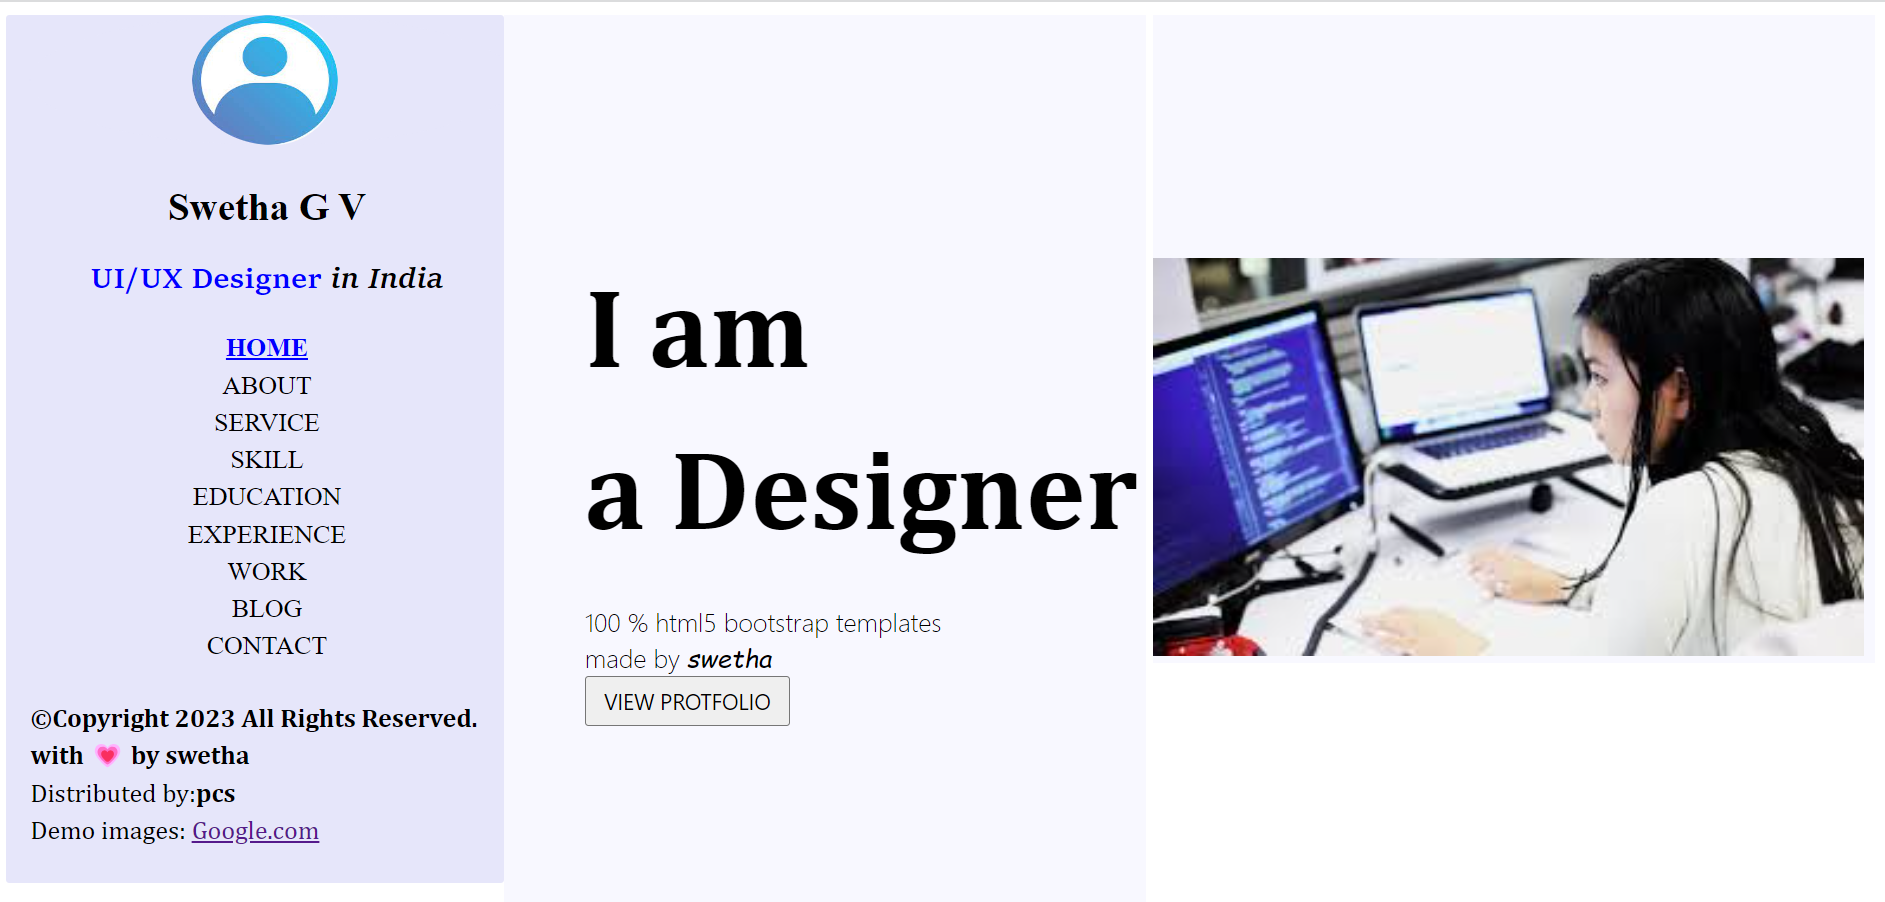 Swetha G V
UI/UX Designer in India
HOME
ABOUT
SERVICE
SKILL
EDUCATION
EXPERIENCE
WORK
BLOG
CONTACT
©Copyright 2023 All Rights Reserved.
with 💗 by swetha
Distributed by:pcs
Demo images: Google.com
I am
a Designer
100 % html5 bootstrap templates
made by swetha
VIEW PROTFOLIO